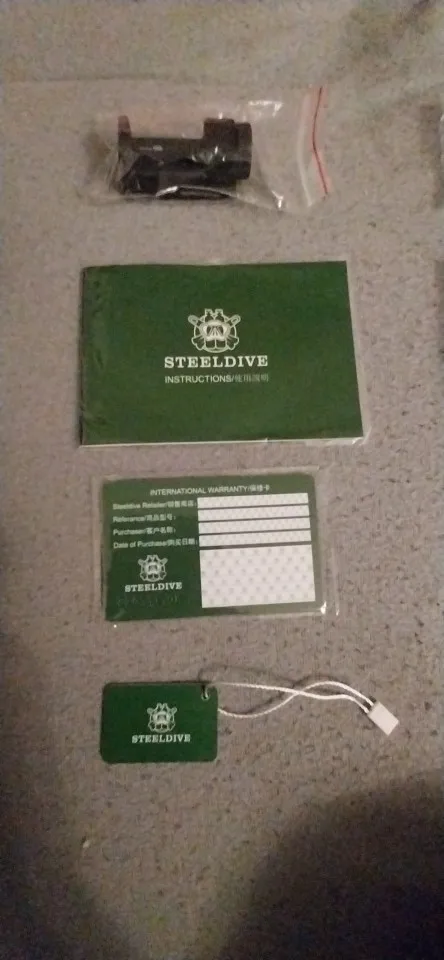 STEELDIVE
INSTRUCTIONS/使用说明
INTERNATIONAL WARRANTY/保修卡
Steeldive Retailer/销售商店:
Reference/商品型号:
Purchaser/客户名称:
Date of Purchase/购买日期:
STEELDIVE
STEELDIVE